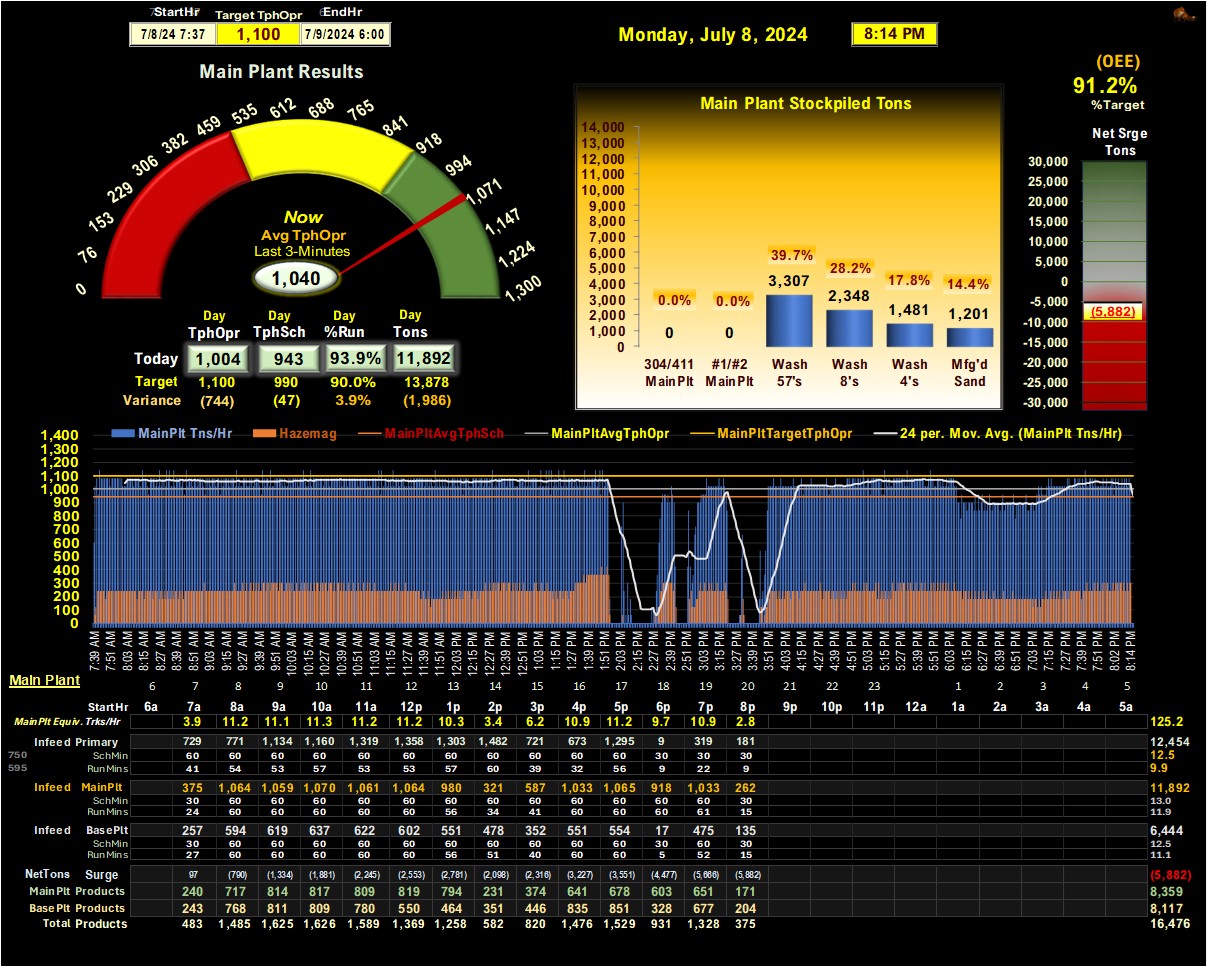 StartHr Target TphOpr EndHr
7/8/24 7:37 1,100 7/9/2024 6:00
Monday, July 8, 2024 8:14 PM
Main Plant Results
0 76 153 229 306 382 459 535 612 688 765 841 918 994 1,071 1,147 1,224 1,300
Now
Avg TphOpr
Last 3-Minutes
1,040
Day Day Day Day
TphOpr TphSch %Run Tons
Today 1,004 943 93.9% 11,892
Target 1,100 990 90.0% 13,878
Variance (744) (47) 3.9% (1,986)
Main Plant Stockpiled Tons
14,000
13,000
12,000
11,000
10,000
9,000
8,000
7,000
6,000
5,000
4,000
3,000
2,000
1,000
0
0.0% 0.0% 39.7% 28.2% 17.8% 14.4%
0 0 3,307 2,348 1,481 1,201
304/411 #1/#2 Wash Wash Wash Mfg'd
MainPlt MainPlt 57's 8's 4's Sand
(OEE)
91.2%
%Target
Net Srge
Tons
30,000
25,000
20,000
15,000
10,000
5,000
0
-5,000
(5,882)
-10,000
-15,000
-20,000
-25,000
-30,000
MainPlt Tns/Hr Hazemag MainPltAvgTphSch MainPltAvgTphOpr MainPltTargetTphOpr 24 per. Mov. Avg. (MainPlt Tns/Hr)
1,400
1,300
1,200
1,100
1,000
900
800
700
600
500
400
300
200
100
0
7:39 AM 7:51 AM 8:03 AM 8:15 AM 8:27 AM 8:39 AM 8:51 AM 9:03 AM 9:15 AM 9:27 AM 9:39 AM 9:51 AM 10:03 AM 10:15 AM 10:27 AM 10:39 AM 10:51 AM 11:03 AM 11:15 AM 11:27 AM 11:39 AM 11:51 AM 12:03 PM 12:15 PM 12:27 PM 12:39 PM 12:51 PM 1:03 PM 1:15 PM 1:27 PM 1:39 PM 1:51 PM 2:03 PM 2:15 PM 2:27 PM 2:39 PM 2:51 PM 3:03 PM 3:15 PM 3:27 PM 3:39 PM 3:51 PM 4:03 PM 4:15 PM 4:27 PM 4:39 PM 4:51 PM 5:03 PM 5:15 PM 5:27 PM 5:39 PM 5:51 PM 6:03 PM 6:15 PM 6:27 PM 6:39 PM 6:51 PM 7:03 PM 7:15 PM 7:27 PM 7:39 PM 7:51 PM 8:02 PM 8:14 PM
Main Plant 6 7 8 9 10 11 12 13 14 15 16 17 18 19 20 21 22 23 1 2 3 4 5
StartHr 6a 7a 8a 9a 10a 11a 12p 1p 2p 3p 4p 5p 6p 7p 8p 9p 10p 11p 12a 1a 2a 3a 4a 5a
MainPlt Equiv. Trks/Hr 3.9 11.2 11.1 11.3 11.2 11.2 10.3 3.4 6.2 10.9 11.2 9.7 10.9 2.8 125.2
Infeed Primary 729 771 1,134 1,160 1,319 1,358 1,303 1,482 721 673 1,295 9 319 181 12,454
750 SchMin 60 60 60 60 60 60 60 60 60 60 60 30 30 30 12.5
595 RunMins 41 54 53 57 53 53 57 60 39 32 56 9 22 9 9.9
Infeed MainPlt 375 1,064 1,059 1,070 1,061 1,064 980 321 587 1,033 1,065 918 1,033 262 11,892
SchMin 30 60 60 60 60 60 60 60 60 60 60 60 60 30 13.0
RunMins 24 60 60 60 60 60 56 34 41 60 60 60 61 15 11.9
Infeed BasePlt 257 594 619 637 622 602 551 478 352 551 554 17 475 135 6,444
SchMin 30 60 60 60 60 60 60 60 60 60 60 30 60 30 12.5
RunMins 27 60 60 60 60 60 56 51 40 60 60 5 52 15 11.1
NetTons Surge 97 (790) (1,334) (1,881) (2,245) (2,553) (2,781) (2,098) (2,316) (3,227) (3,551) (4,477) (5,666) (5,882) (5,882)
MainPlt Products 240 717 814 817 809 819 794 231 374 641 678 603 651 171 8,359
BasePlt Products 243 768 811 809 780 550 464 351 446 835 851 328 677 204 8,117
Total Products 483 1,485 1,625 1,626 1,589 1,369 1,258 582 820 1,476 1,529 931 1,328 375 16,476